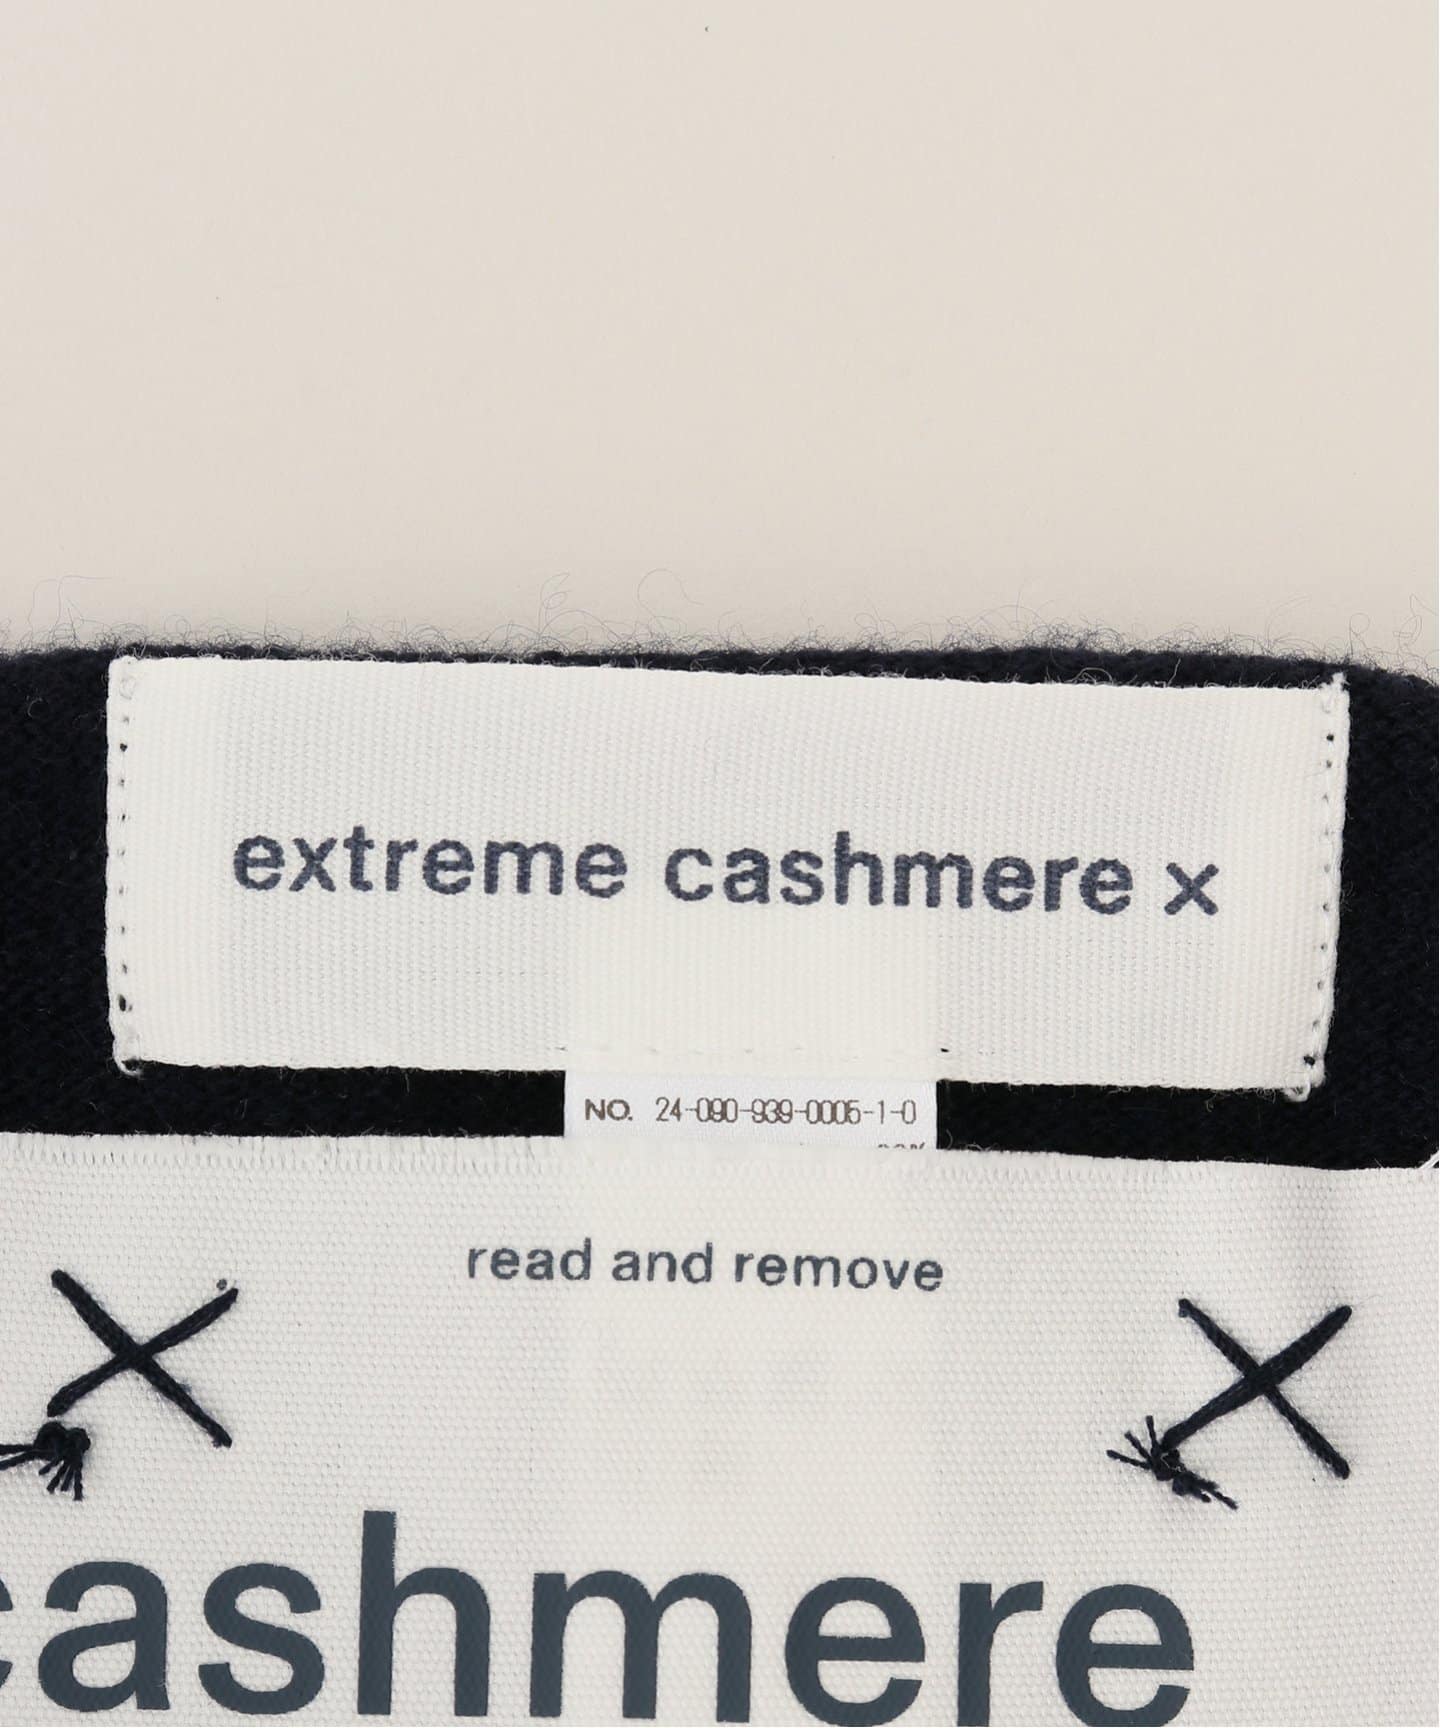 extreme cashmere x
NO. 24-090-939-0005-1-0
read and remove
cashmere